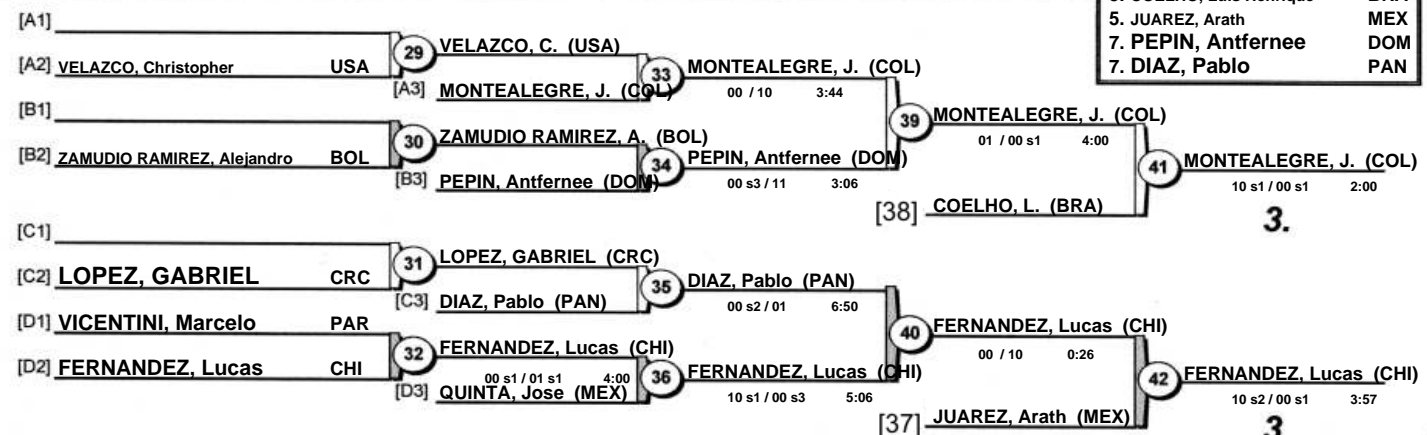 5. JUAREZ, Arath MEX
7. PEPIN, Antfernee DOM
7. DIAZ, Pablo PAN
[A1]
[A2] VELAZCO, Christopher USA
29 VELAZCO, C. (USA)
[A3] MONTEALEGRE, J. (COL)
33 MONTEALEGRE, J. (COL)
00 / 10 3:44
[B1]
[B2] ZAMUDIO RAMIREZ, Alejandro BOL
30 ZAMUDIO RAMIREZ, A. (BOL)
[B3] PEPIN, Antfernee (DOM)
34 PEPIN, Antfernee (DOM)
00 s3 / 11 3:06
39 MONTEALEGRE, J. (COL)
01 / 00 s1 4:00
[38] COELHO, L. (BRA)
41 MONTEALEGRE, J. (COL)
10 s1 / 00 s1 2:00
3.
[C1]
[C2] LOPEZ, GABRIEL CRC
31 LOPEZ, GABRIEL (CRC)
[C3] DIAZ, Pablo (PAN)
35 DIAZ, Pablo (PAN)
00 s2 / 01 6:50
[D1] VICENTINI, Marcelo PAR
[D2] FERNANDEZ, Lucas CHI
32 FERNANDEZ, Lucas (CHI)
00 s1 / 01 s1 4:00
[D3] QUINTA, Jose (MEX)
36 FERNANDEZ, Lucas (CHI)
10 s1 / 00 s3 5:06
40 FERNANDEZ, Lucas (CHI)
00 / 10 0:26
[37] JUAREZ, Arath (MEX)
42 FERNANDEZ, Lucas (CHI)
10 s2 / 00 s1 3:57
3